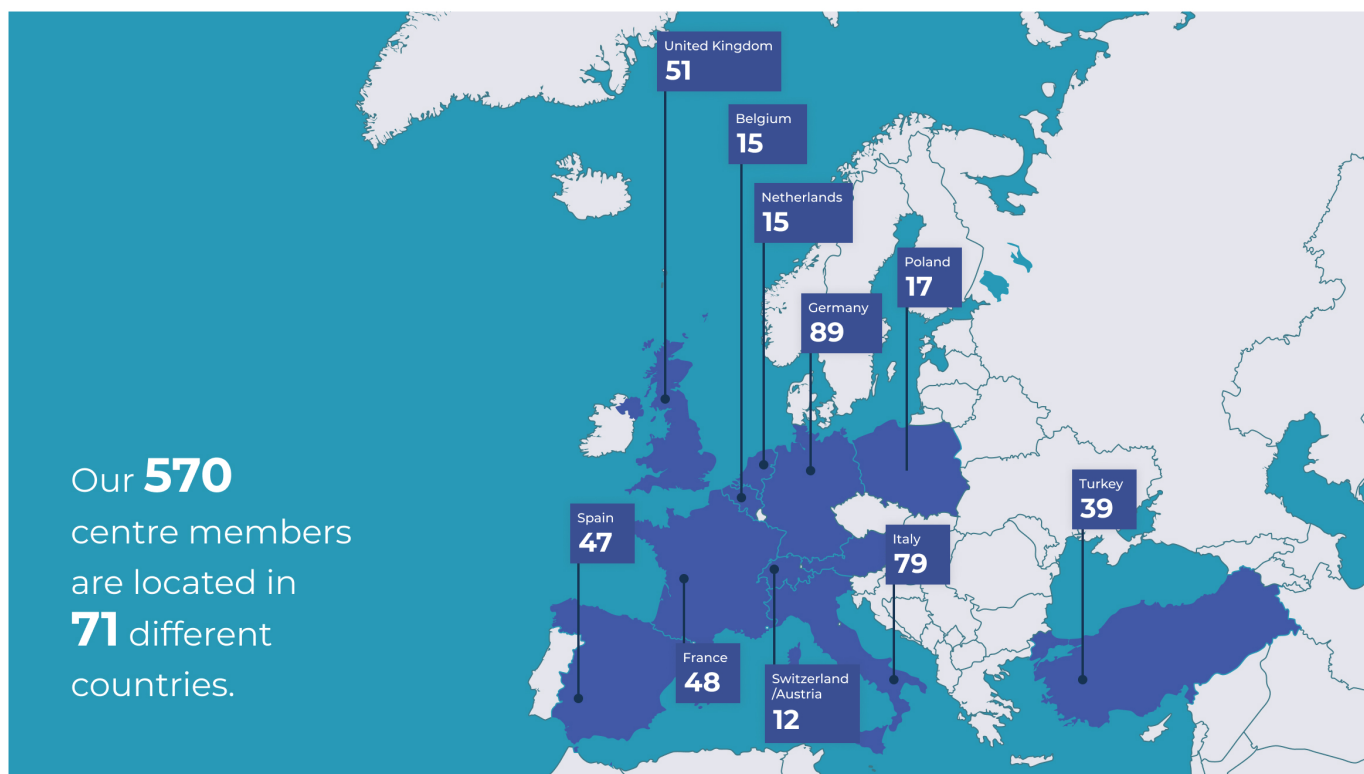 United Kingdom
51
Belgium
15
Netherlands
15
Poland
17
Germany
89
Turkey
39
Spain
47
Italy
79
France
48
Switzerland
/Austria
12
Our 570
centre members
are located in
71 different
countries.